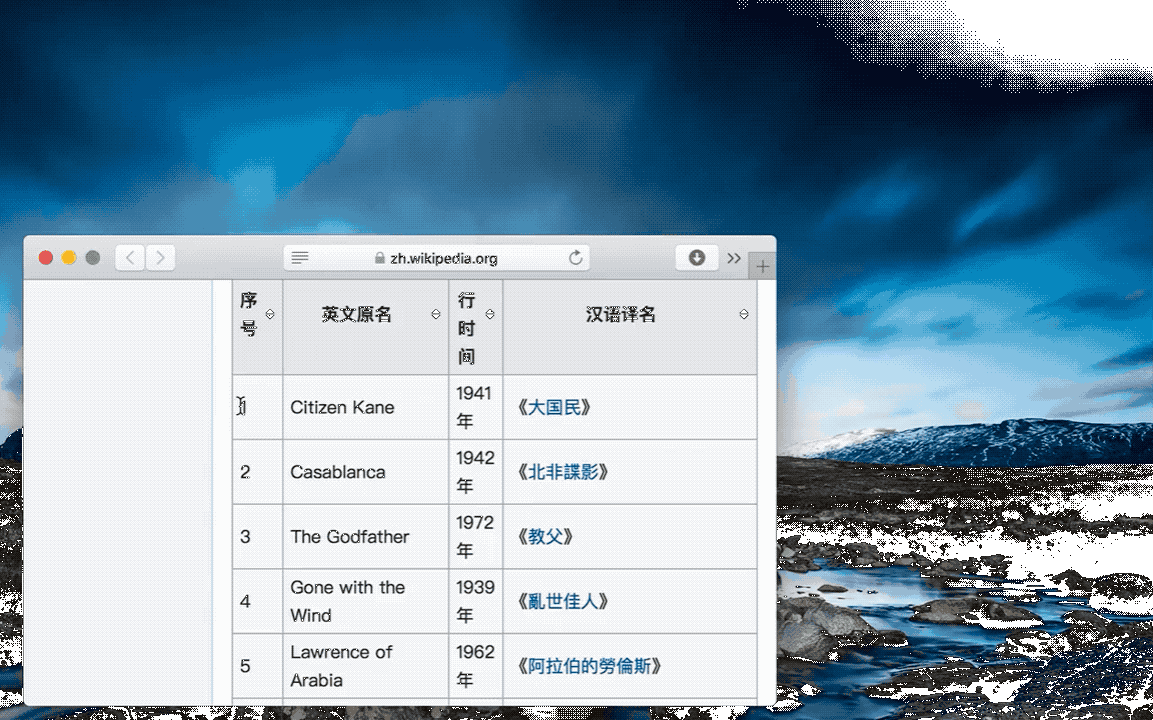 zh.wikipedia.org
序号 英文原名 行时间 汉语译名
1 Citizen Kane 1941年 《大国民》
2 Casablanca 1942年 《北非諜影》
3 The Godfather 1972年 《教父》
4 Gone with the Wind 1939年 《亂世佳人》
5 Lawrence of Arabia 1962年 《阿拉伯的勞倫斯》